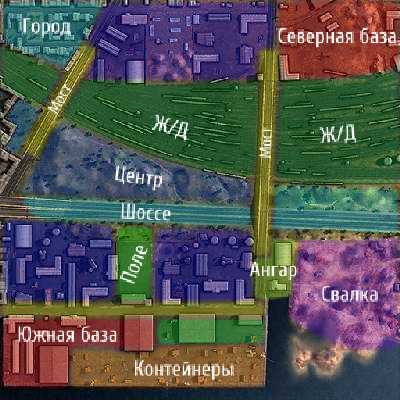 Город
Северная база
Мост
Ж/Д
Мост
Ж/Д
Центр
Шоссе
Поле
Ангар
Свалка
Южная база
Контейнеры